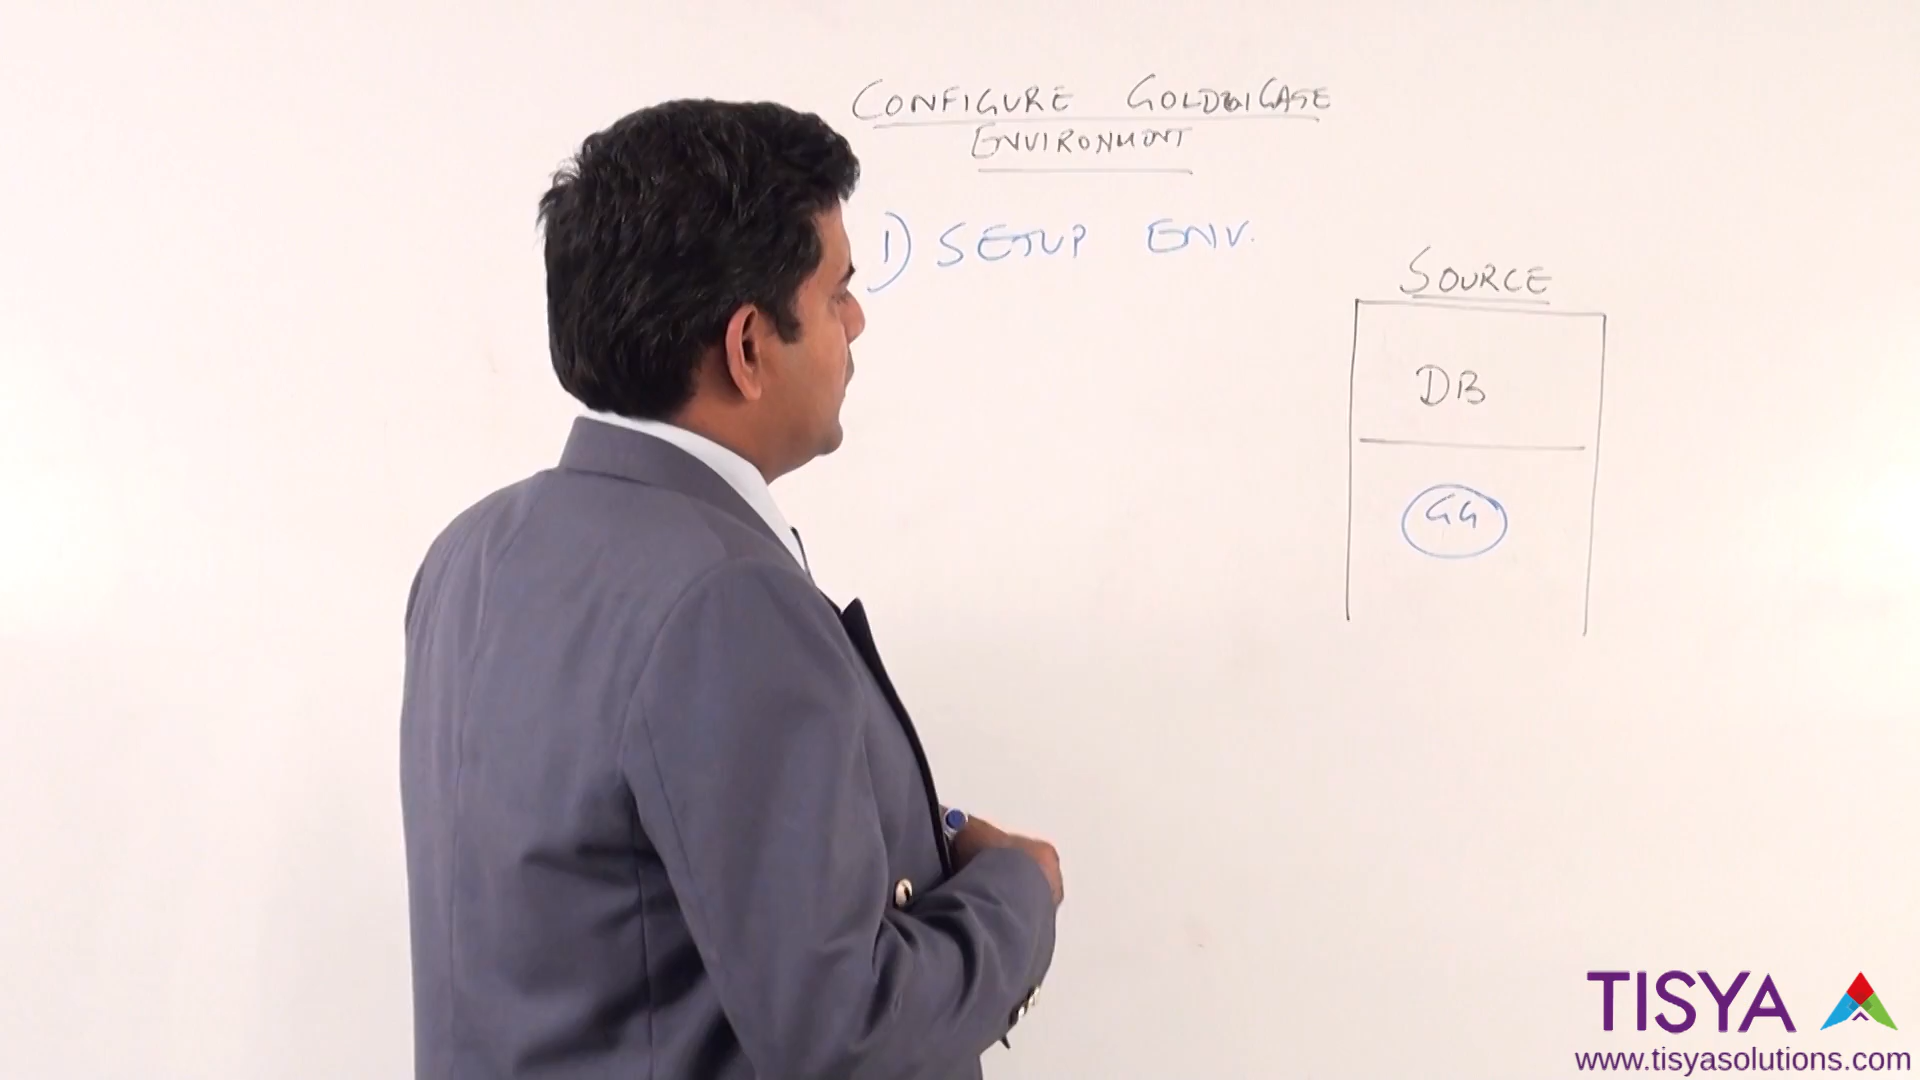 CONFIGURE GOLDENGATE
ENVIRONMENT
1) SETUP ENV.
SOURCE
DB
GG
TISYA
www.tisyasolutions.com